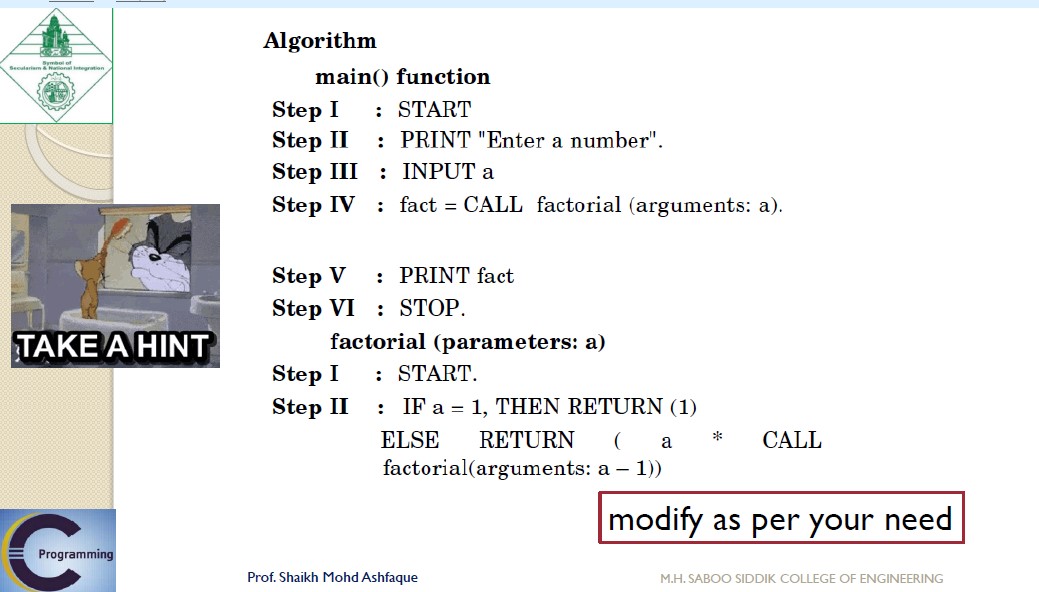 Symbol of
Secularism & National Integration
Algorithm
main() function
Step I : START
Step II : PRINT "Enter a number".
Step III : INPUT a
Step IV : fact = CALL factorial (arguments: a).
Step V : PRINT fact
Step VI : STOP.
factorial (parameters: a)
Step I : START.
Step II : IF a = 1, THEN RETURN (1)
ELSE RETURN ( a * CALL
factorial(arguments: a – 1))
TAKE A HINT
modify as per your need
C
Programming
Prof. Shaikh Mohd Ashfaque
M.H. SABOO SIDDIK COLLEGE OF ENGINEERING